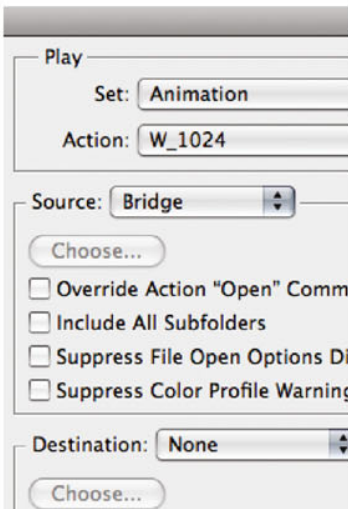 Play
Set: Animation
Action: W_1024
Source: Bridge
Choose...
Override Action “Open” Comm
Include All Subfolders
Suppress File Open Options Di
Suppress Color Profile Warning
Destination: None
Choose...